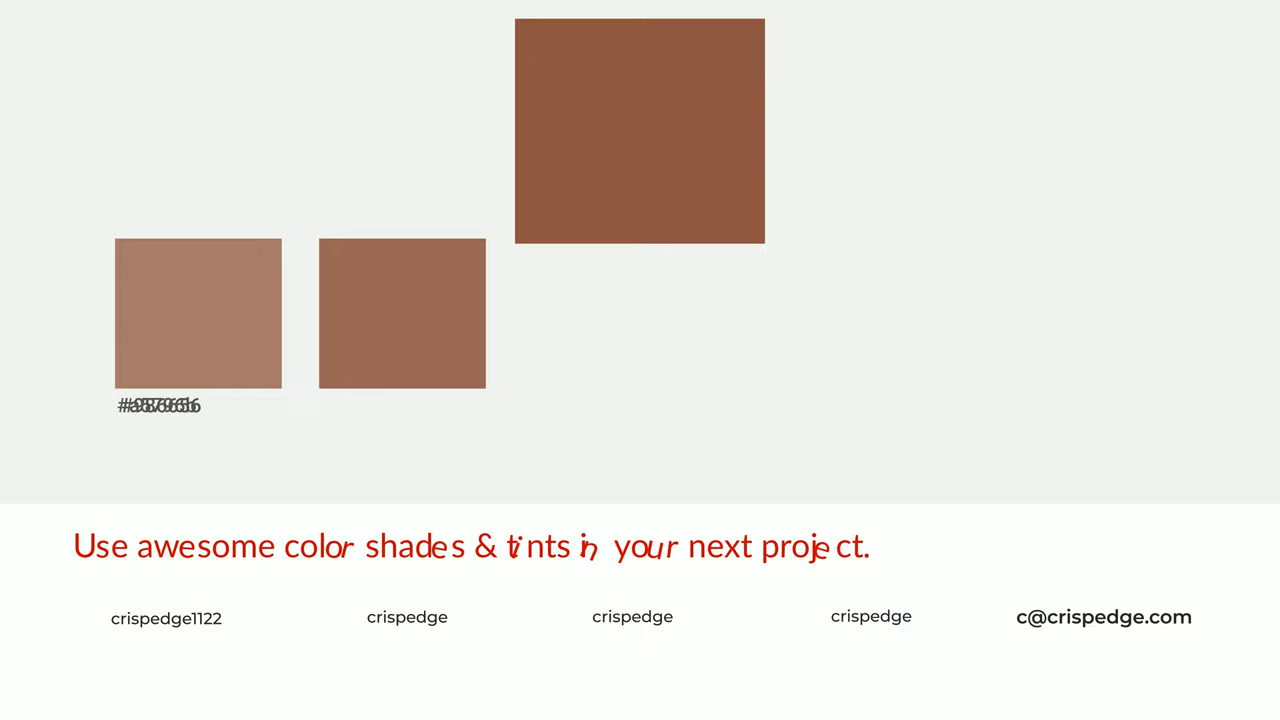 Use awesome color shades & tints in your next project.
crispedge1122 crispedge crispedge crispedge c@crispedge.com